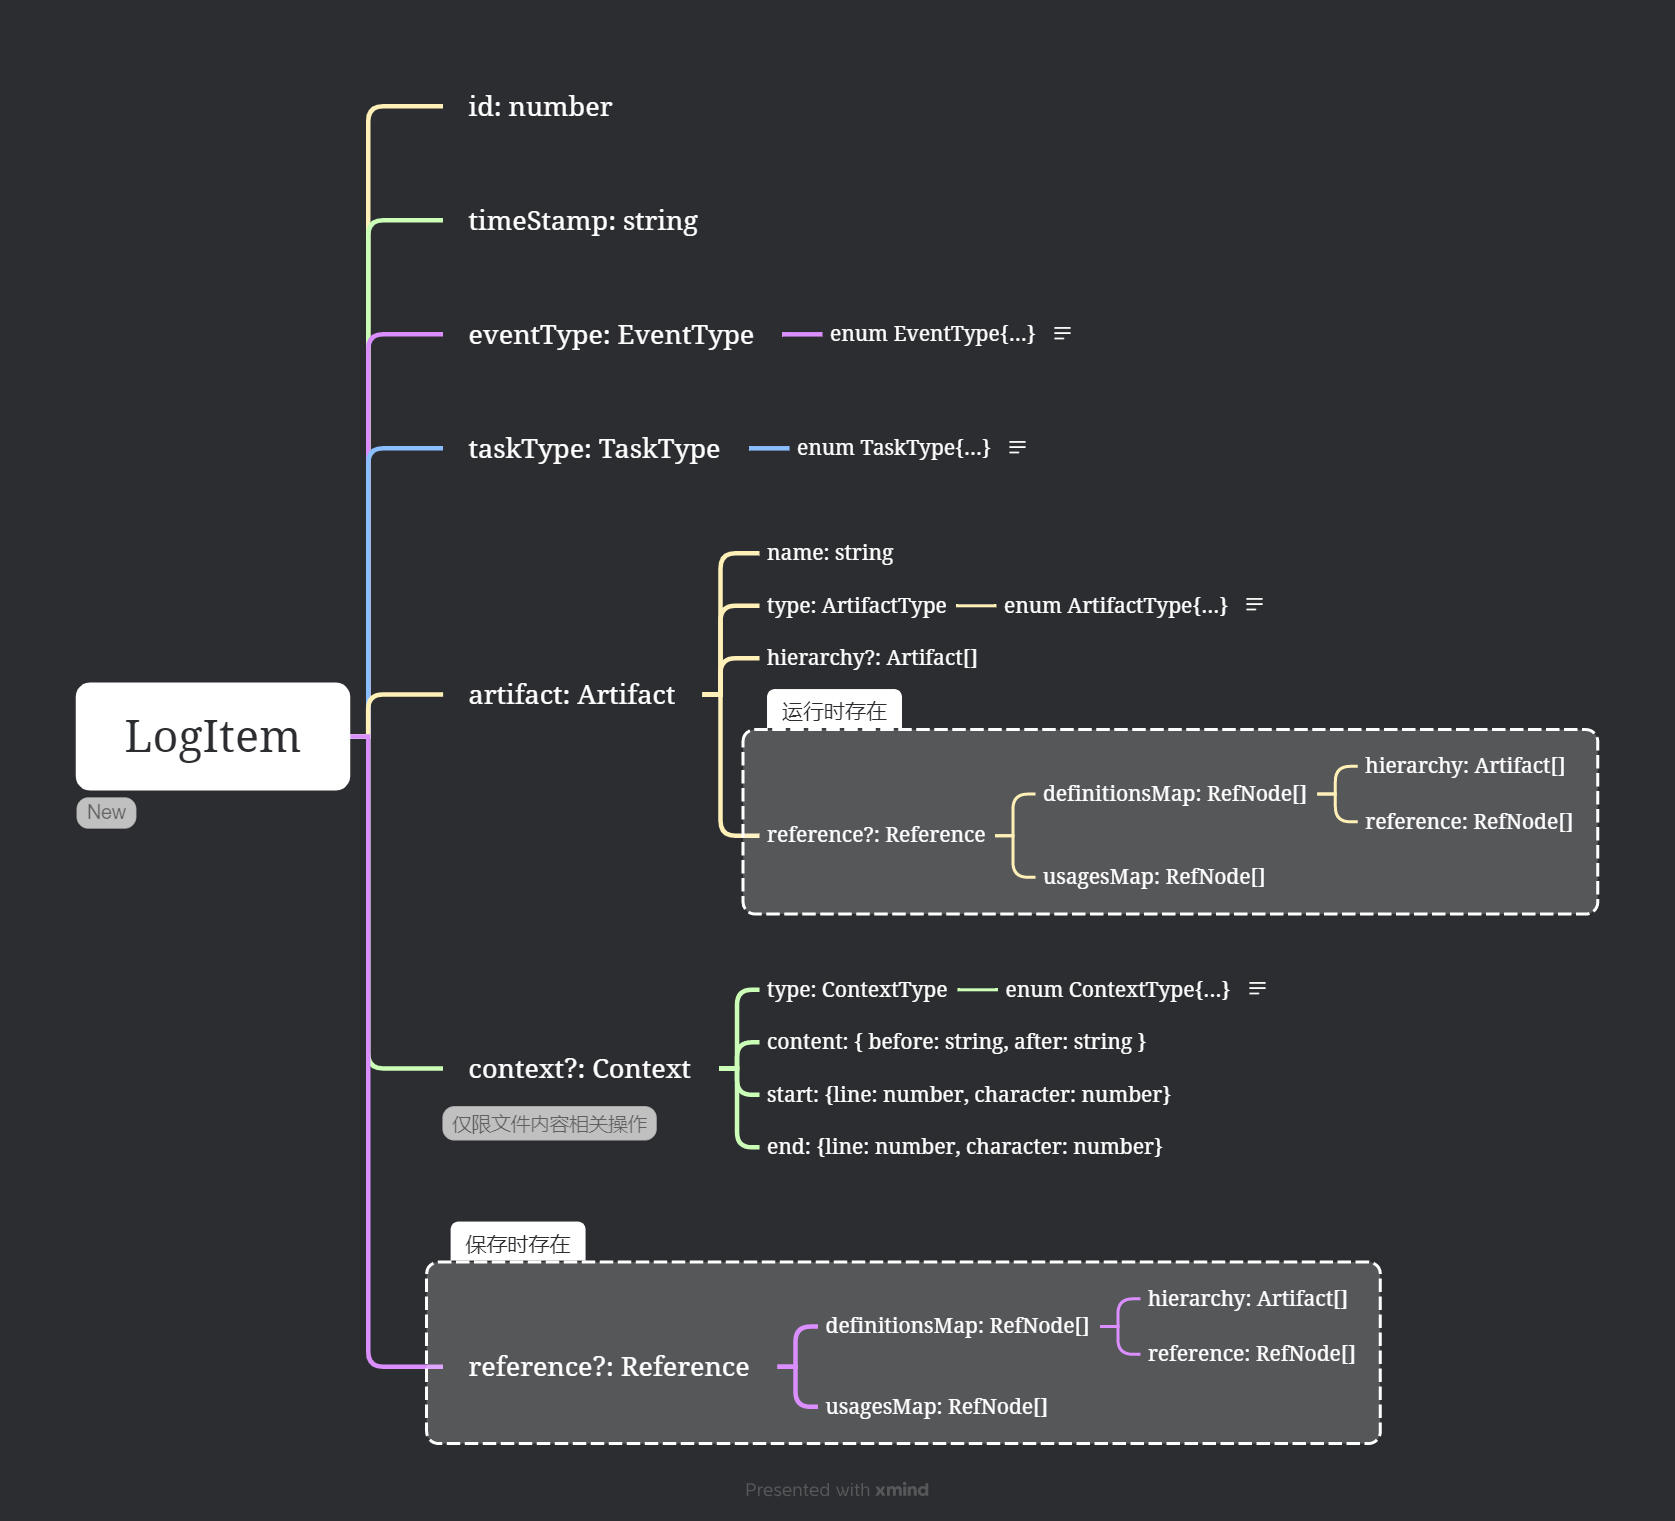 id: number
timeStamp: string
eventType: EventType
enum EventType{...}
taskType: TaskType
enum TaskType{...}
name: string
type: ArtifactType
enum ArtifactType{...}
hierarchy?: Artifact[]
artifact: Artifact
运行时存在
LogItem
New
hierarchy: Artifact[]
definitionsMap: RefNode[]
reference: RefNode[]
reference?: Reference
usagesMap: RefNode[]
type: ContextType
enum ContextType{...}
content: { before: string, after: string }
context?: Context
仅限文件内容相关操作
start: {line: number, character: number}
end: {line: number, character: number}
保存时存在
hierarchy: Artifact[]
definitionsMap: RefNode[]
reference: RefNode[]
reference?: Reference
usagesMap: RefNode[]
Presented with xmind